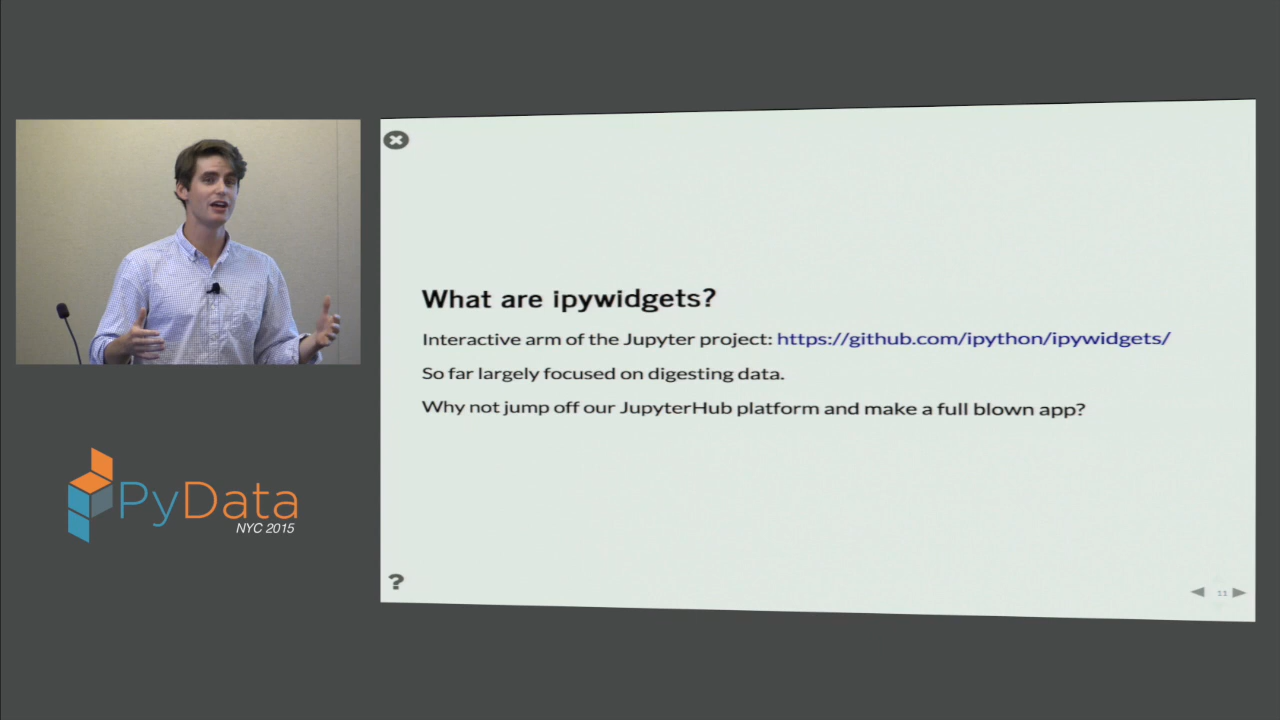 What are ipywidgets?
Interactive arm of the Jupyter project: https://github.com/ipython/ipywidgets/
So far largely focused on digesting data.
Why not jump off our JupyterHub platform and make a full blown app?
?
11
PyData
NYC 2015